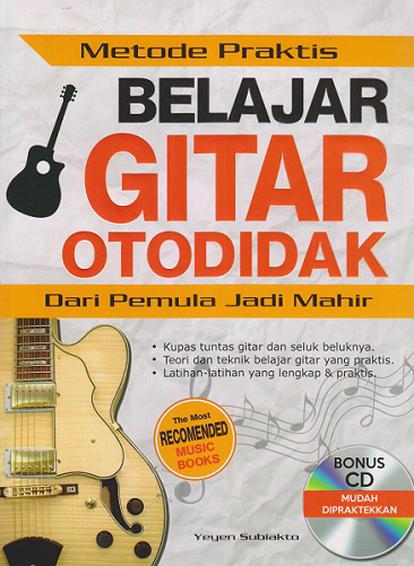 Metode Praktis
BELAJAR
GITAR
OTODIDAK
Dari Pemula Jadi Mahir
• Kupas tuntas gitar dan seluk beluknya.
• Teori dan teknik belajar gitar yang praktis.
• Latihan-latihan yang lengkap & praktis.
The Most
RECOMENDED
MUSIC
BOOKS
BONUS
CD
MUDAH
DIPRAKTEKKAN
Yeyen Subiakto